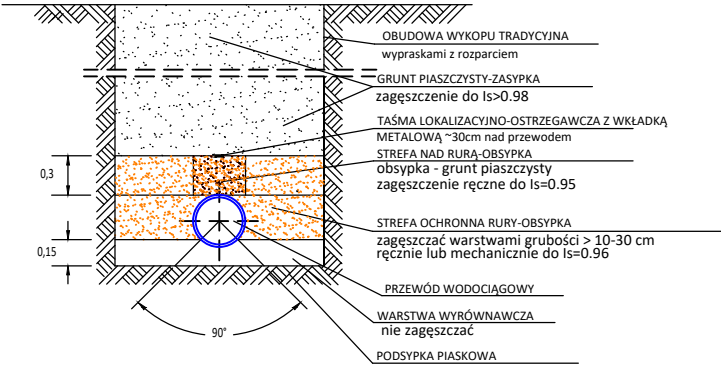 OBUDOWA WYKOPU TRADYCYJNA
wypraskami z rozparciem
GRUNT PIASZCZYSTY-ZASYPKA
zagęszczenie do Is>0.98
TAŚMA LOKALIZACYJNO-OSTRZEGAWCZA Z WKŁADKĄ
METALOWĄ ~30cm nad przewodem
STREFA NAD RURĄ-OBSYPKA
obsypka - grunt piaszczysty
zagęszczenie ręczne do Is=0.95
0,3
STREFA OCHRONNA RURY-OBSYPKA
zagęszczać warstwami grubości > 10-30 cm
ręcznie lub mechanicznie do Is=0.96
0,15
PRZEWÓD WODOCIĄGOWY
WARSTWA WYRÓWNAWCZA
nie zagęszczać
90°
PODSYPKA PIASKOWA